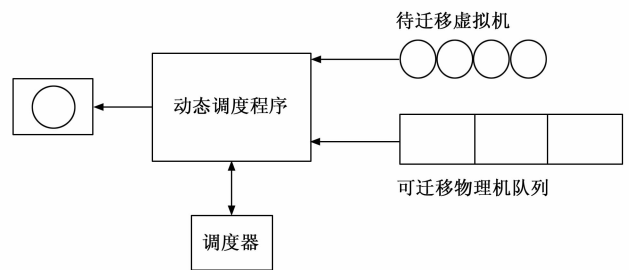 待迁移虚拟机
动态调度程序
可迁移物理机队列
调度器